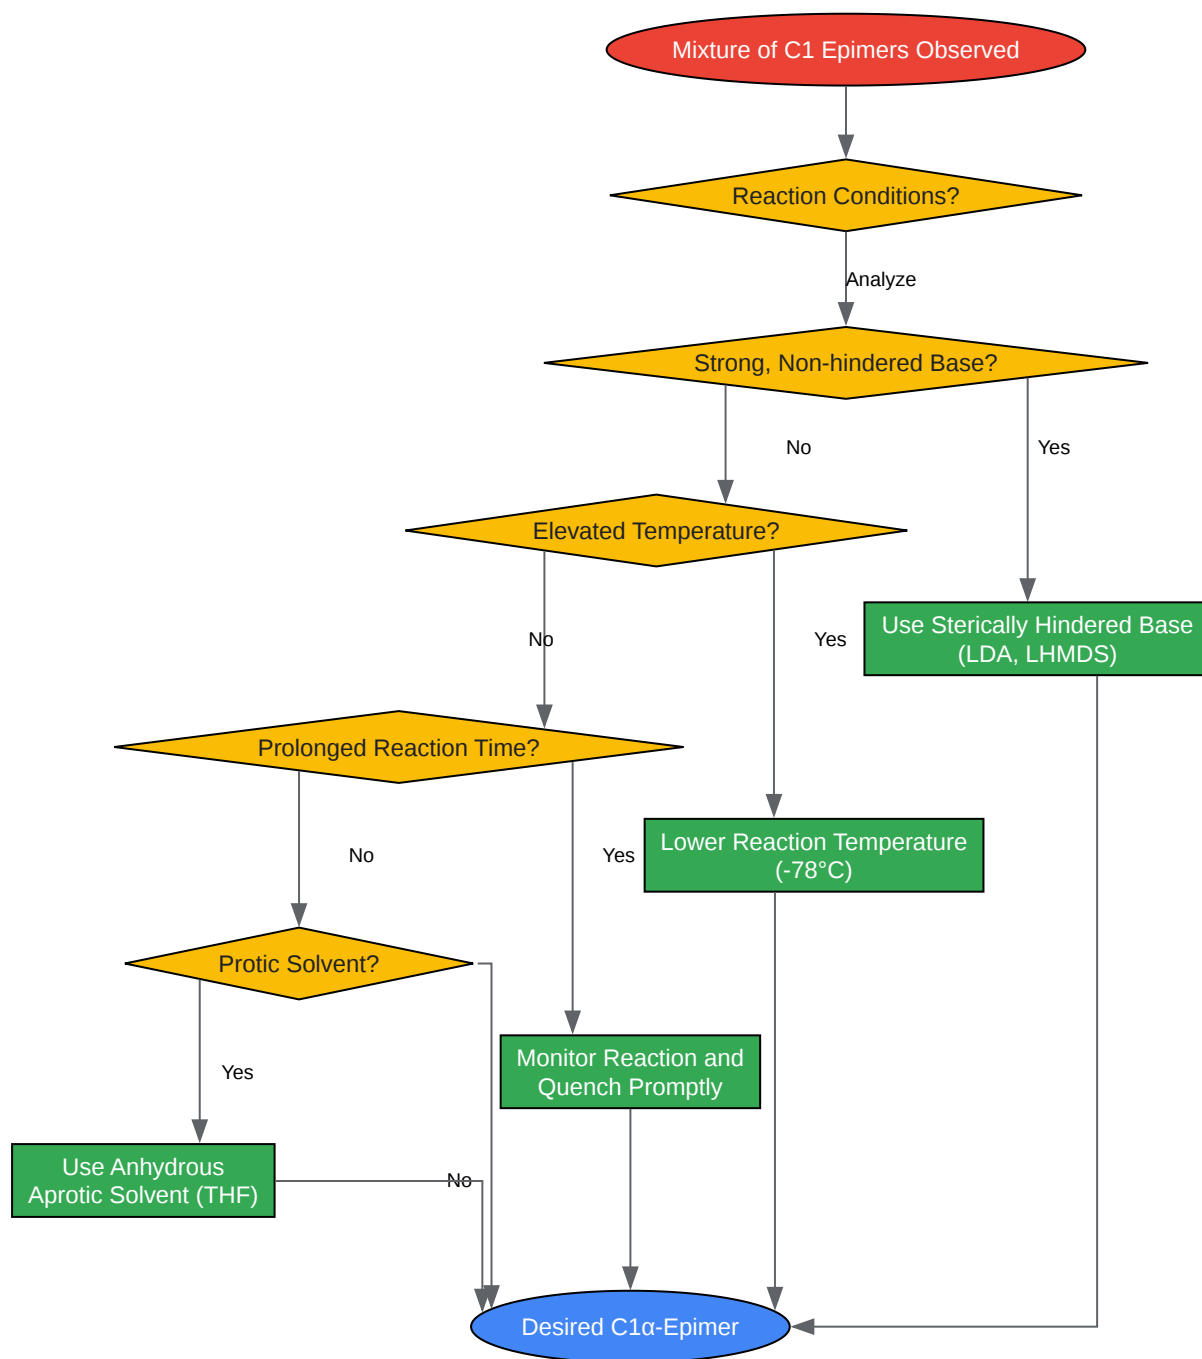 Mixture of C1 Epimers Observed
Reaction Conditions?
Analyze
Strong, Non-hindered Base?
No
Yes
Elevated Temperature?
No
Yes
Use Sterically Hindered Base
(LDA, LHMDS)
Prolonged Reaction Time?
No
Yes
Lower Reaction Temperature
(-78°C)
Protic Solvent?
Yes
Monitor Reaction and
Quench Promptly
Use Anhydrous
Aprotic Solvent (THF)
No
Desired C1α-Epimer